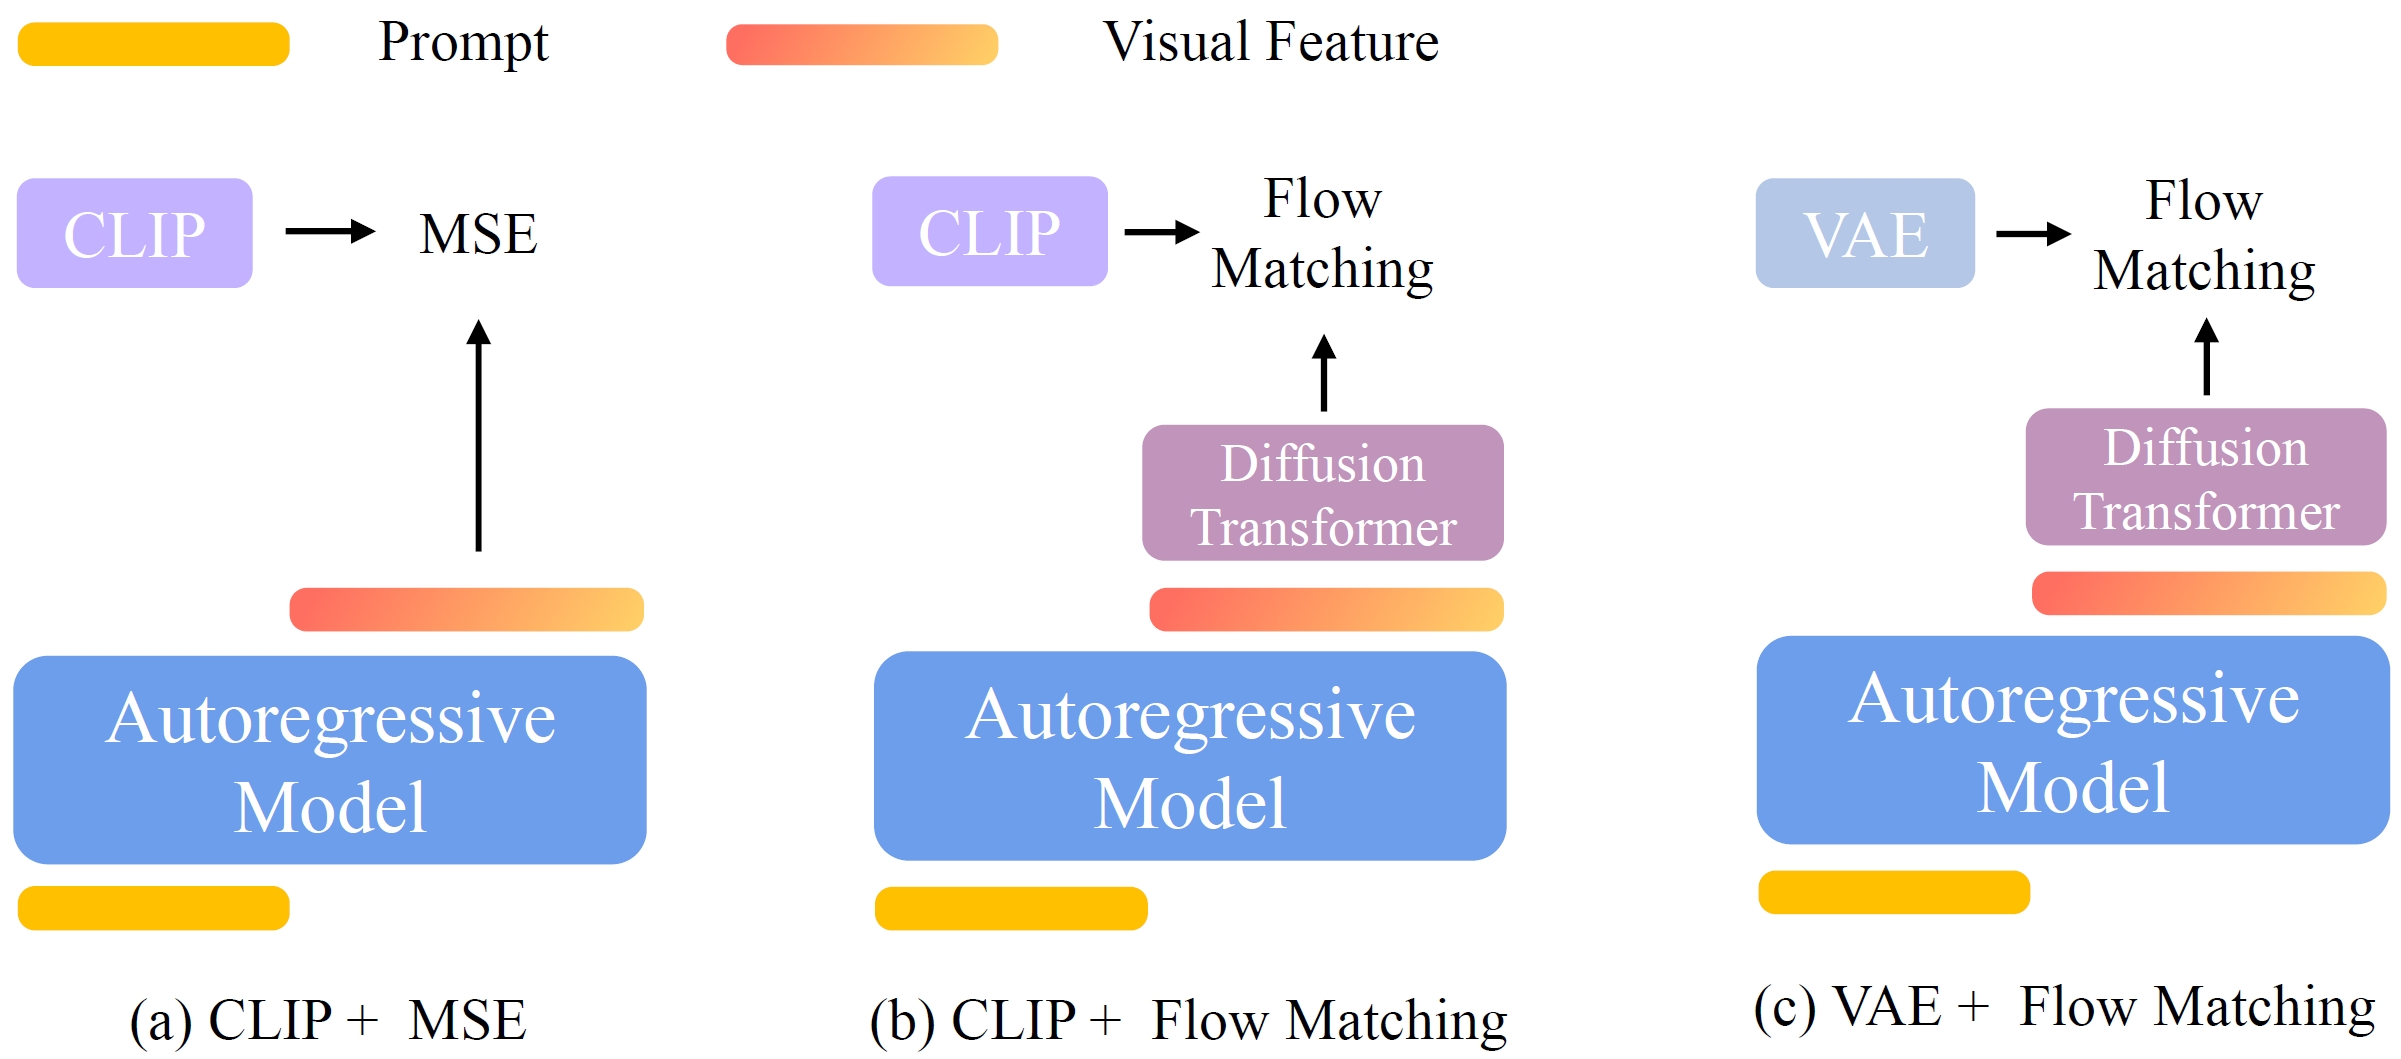 Prompt
Visual Feature
CLIP
MSE
Autoregressive
Model
(a) CLIP + MSE
CLIP
Flow
Matching
Diffusion
Transformer
Autoregressive
Model
(b) CLIP + Flow Matching
VAE
Flow
Matching
Diffusion
Transformer
Autoregressive
Model
(c) VAE + Flow Matching